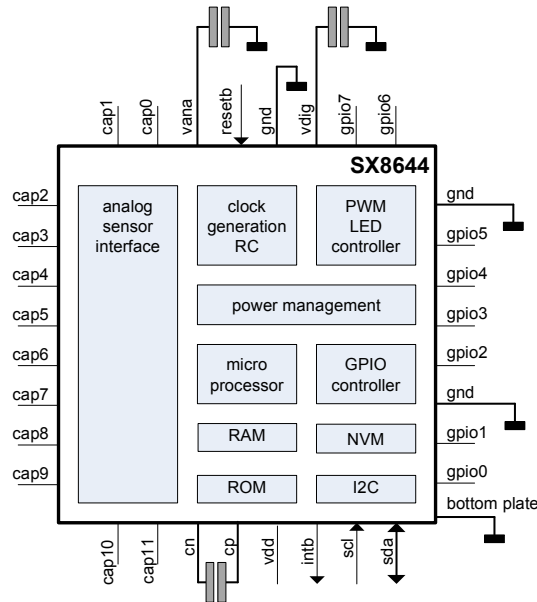 cap1
cap0
vana
resetb
gnd
vdig
gpio7
gpio6
SX8644
cap2
cap3
cap4
cap5
cap6
cap7
cap8
cap9
analog
sensor
interface
clock
generation
RC
PWM
LED
controller
power management
micro
processor
GPIO
controller
RAM
NVM
ROM
I2C
gnd
gpio5
gpio4
gpio3
gpio2
gnd
gpio1
gpio0
bottom plate
cap10
cap11
cn
cp
vdd
intb
scl
sda